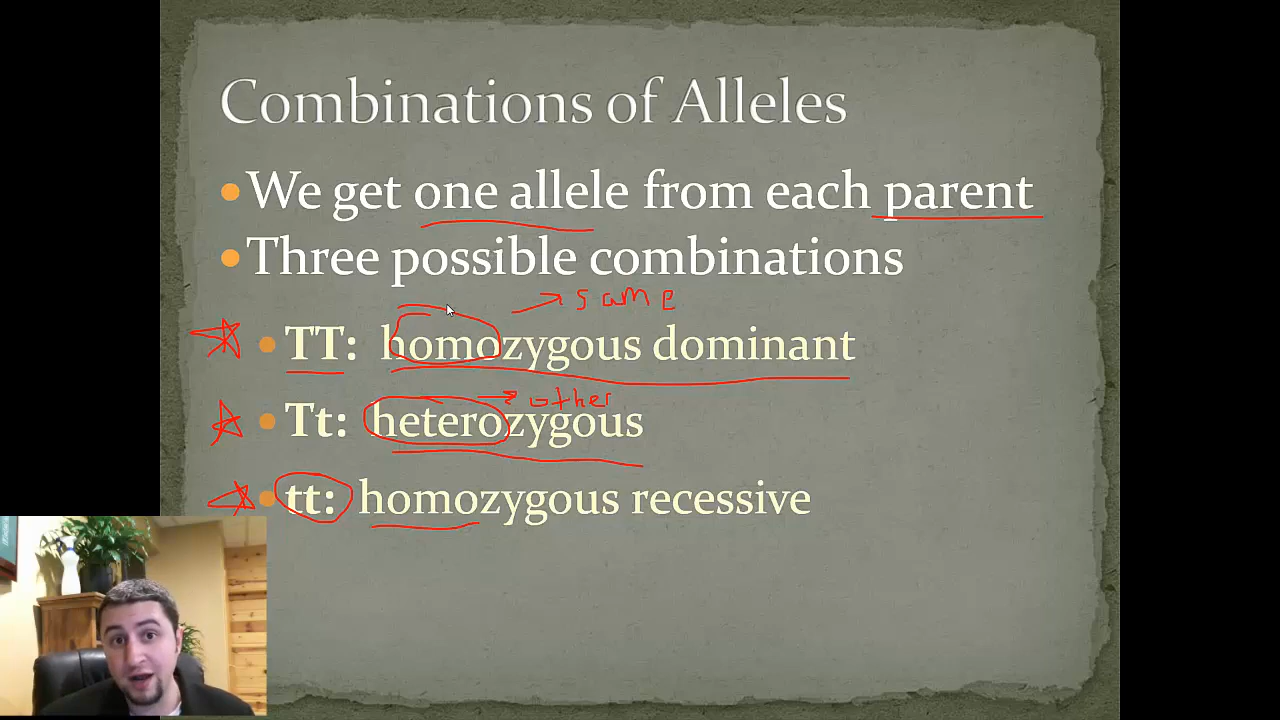 Combinations of Alleles
We get one allele from each parent
Three possible combinations
same
TT: homozygous dominant
other
Tt: heterozygous
tt: homozygous recessive